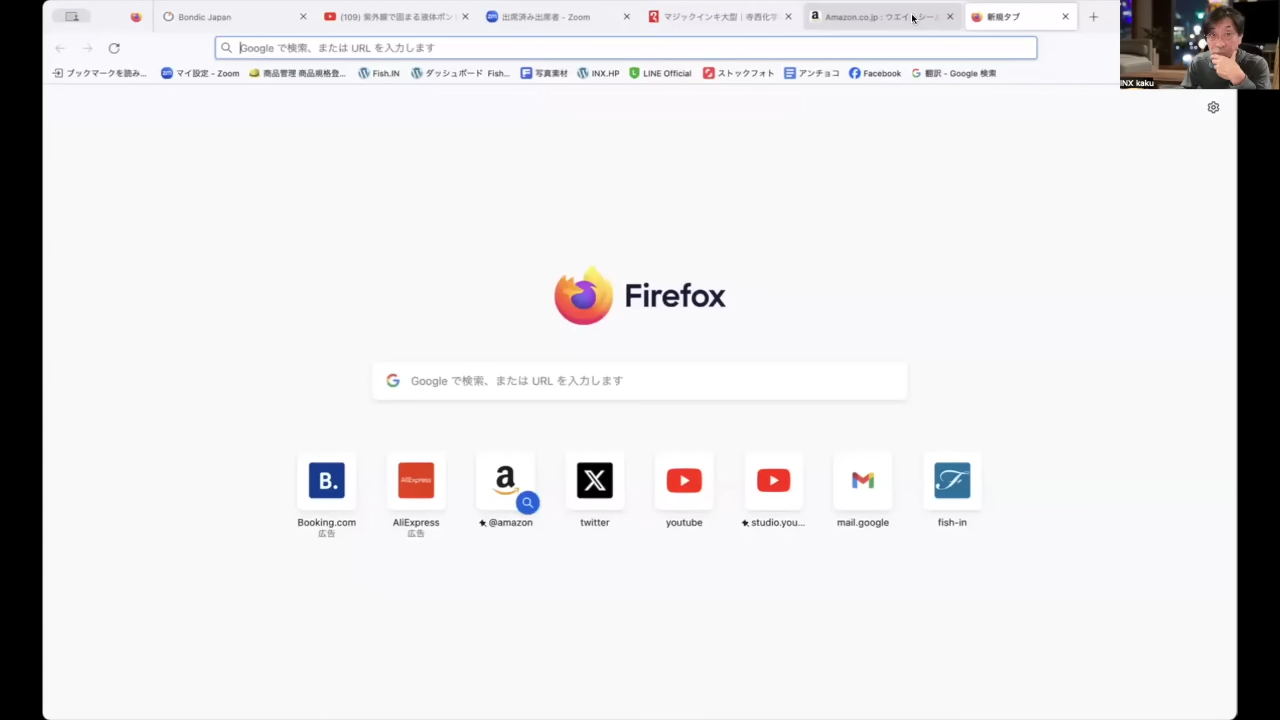 Bondic Japan
(109) 紫外線で固まる液体ボン
出席済み出席者 - Zoom
マジックインキ大型｜寺西化学
Amazon.co.jp : ウエイトシール
新規タブ
Google で検索、または URL を入力します
ブックマークを読み...
マイ設定 - Zoom
商品管理 商品規格登...
Fish.IN
ダッシュボード Fish...
写真素材
INX.HP
LINE Official
ストックフォト
アンチョコ
Facebook
翻訳 - Google 検索
INX kaku
Firefox
Google で検索、または URL を入力します
Booking.com
広告
AliExpress
AliExpress
広告
@amazon
twitter
youtube
studio.you...
mail.google
fish-in